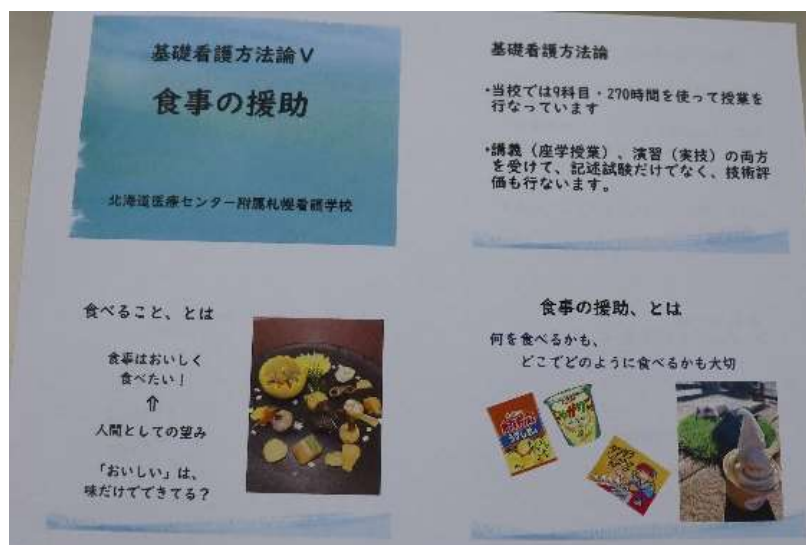 基礎看護方法論Ⅴ
食事の援助
北海道医療センター附属札幌看護学校
基礎看護方法論
・当校では9科目・270時間を使って授業を
行なっています
・講義（座学授業）、演習（実技）の両方
を受けて、記述試験だけでなく、技術評
価も行ないます。
食べること、とは
食事はおいしく
食べたい！
⇧
人間としての望み
「おいしい」は、
味だけでできてる？
食事の援助、とは
何を食べるかも、
どこでどのように食べるかも大切